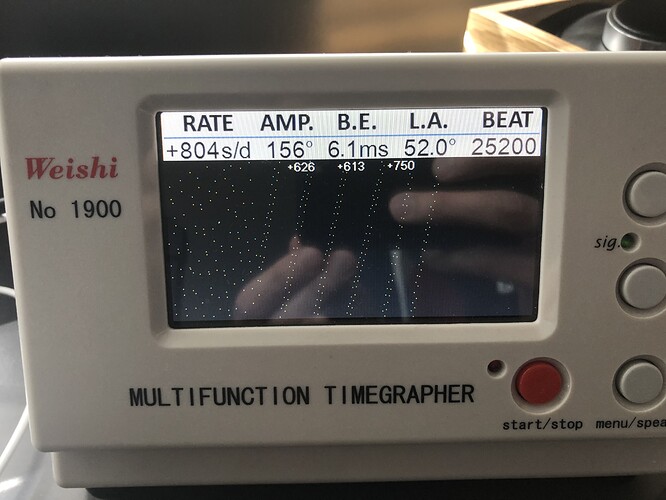 RATE AMP. B.E. L.A. BEAT
+804s/d 156° 6.1ms 52.0° 25200
+626 +613 +750
Weishi
No 1900
sig.
MULTIFUNCTION TIMEGRAPHER
start/stop menu/spea